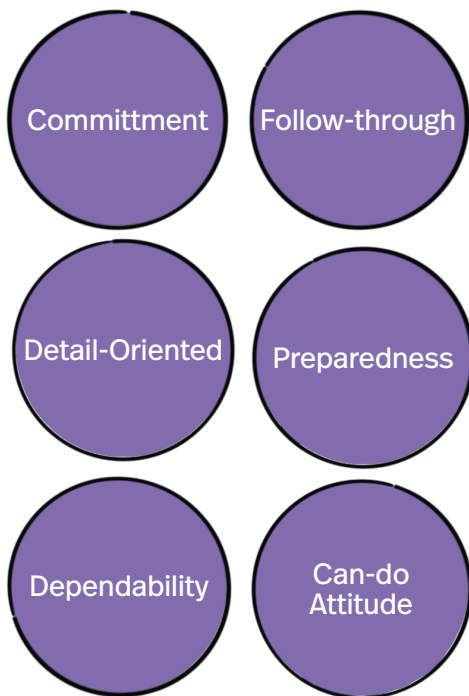 Committment
Follow-through
Detail-Oriented
Preparedness
Dependability
Can-do
Attitude